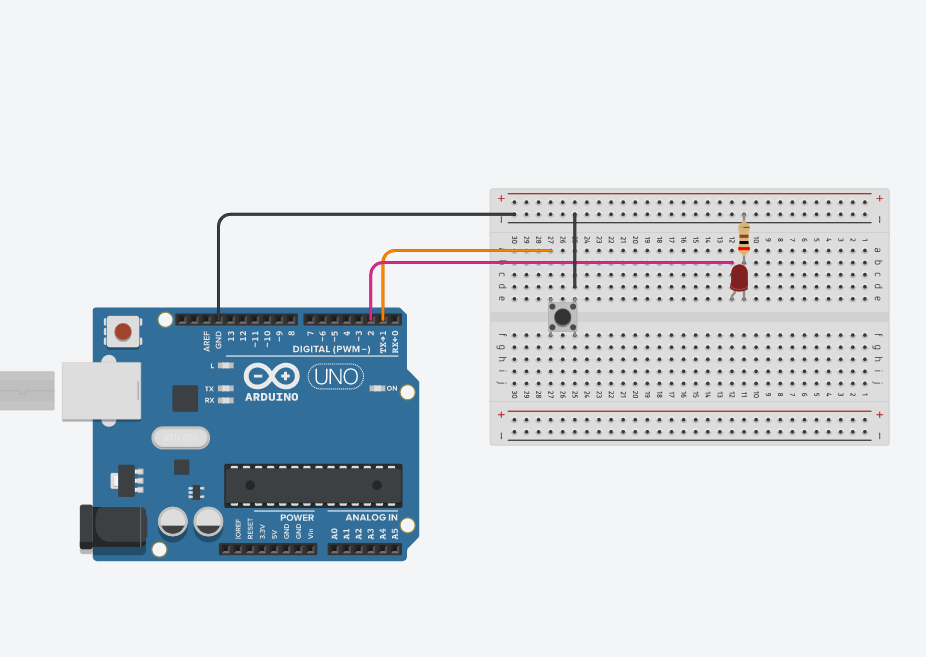 + +
- -
30 29 28 27 26 25 24 23 22 21 20 19 18 17 16 15 14 13 12 11 10 9 8 7 6 5 4 3 2 1
a a
b b
c c
d d
e e
f f
g g
h h
i i
j j
30 29 28 27 26 25 24 23 22 21 20 19 18 17 16 15 14 13 12 11 10 9 8 7 6 5 4 3 2 1
+ +
- -
AREF GND 13 12 ~11 ~10 ~9 8 7 ~6 ~5 4 ~3 2 TX→1 RX←0
DIGITAL (PWM~)
L
TX
RX
UNO
ON
ARDUINO
POWER ANALOG IN
IOREF RESET 3.3V 5V GND GND Vin A0 A1 A2 A3 A4 A5